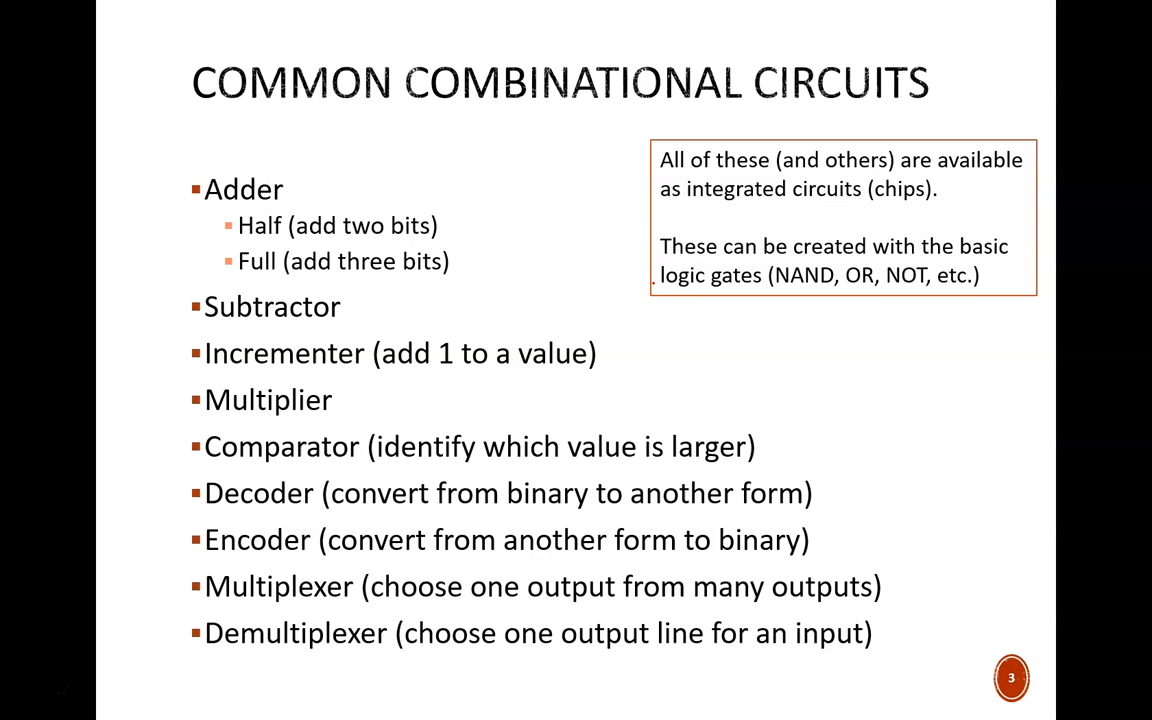 COMMON COMBINATIONAL CIRCUITS
▪Adder
▪Half (add two bits)
▪Full (add three bits)
▪Subtractor
▪Incrementer (add 1 to a value)
▪Multiplier
▪Comparator (identify which value is larger)
▪Decoder (convert from binary to another form)
▪Encoder (convert from another form to binary)
▪Multiplexer (choose one output from many outputs)
▪Demultiplexer (choose one output line for an input)
All of these (and others) are available
as integrated circuits (chips).
These can be created with the basic
logic gates (NAND, OR, NOT, etc.)
3